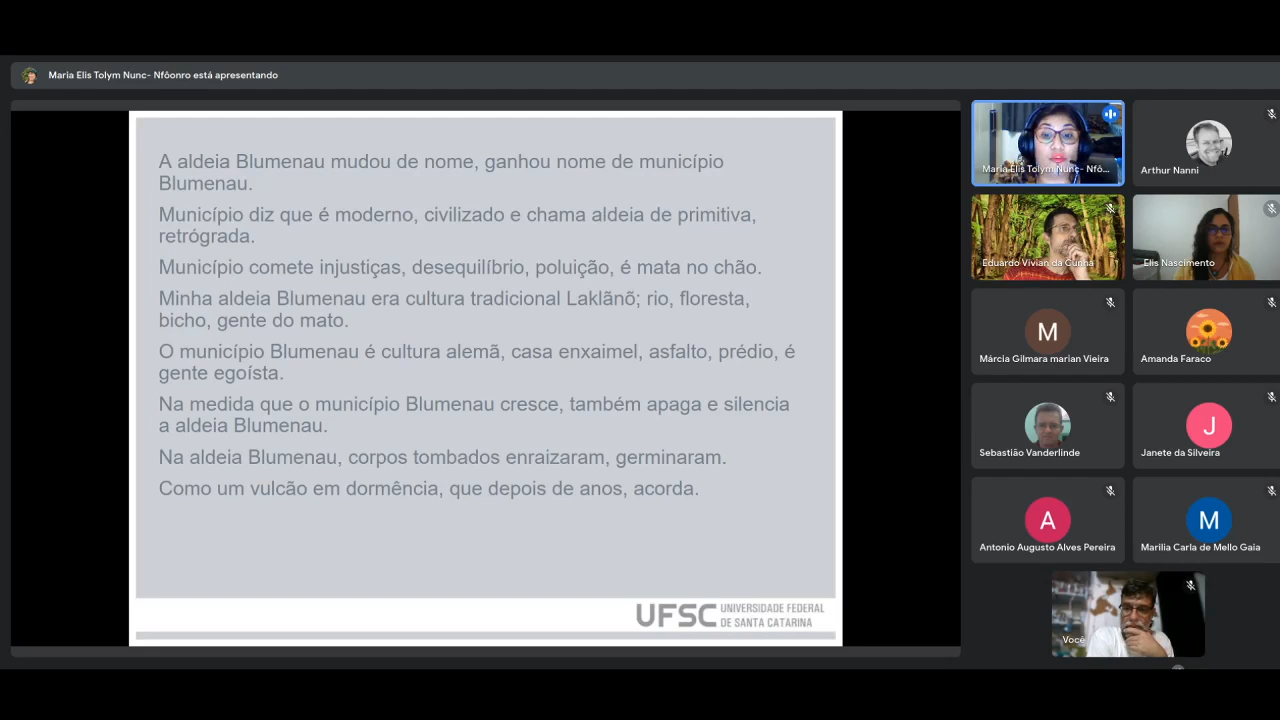 Maria Elis Tolym Nunc- Nfôonro está apresentando
A aldeia Blumenau mudou de nome, ganhou nome de município
Blumenau.
Município diz que é moderno, civilizado e chama aldeia de primitiva,
retrógrada.
Município comete injustiças, desequilíbrio, poluição, é mata no chão.
Minha aldeia Blumenau era cultura tradicional Laklãnõ; rio, floresta,
bicho, gente do mato.
O município Blumenau é cultura alemã, casa enxaimel, asfalto, prédio, é
gente egoísta.
Na medida que o município Blumenau cresce, também apaga e silencia
a aldeia Blumenau.
Na aldeia Blumenau, corpos tombados enraizaram, germinaram.
Como um vulcão em dormência, que depois de anos, acorda.
UFSC UNIVERSIDADE FEDERAL
DE SANTA CATARINA
Maria Elis Tolym Nunc- Nfô...
Arthur Nanni
Eduardo Vivian da Cunha
Elis Nascimento
M
Márcia Gilmara marian Vieira
Amanda Faraco
Sebastião Vanderlinde
J
Janete da Silveira
A
Antonio Augusto Alves Pereira
M
Marilia Carla de Mello Gaia
Você